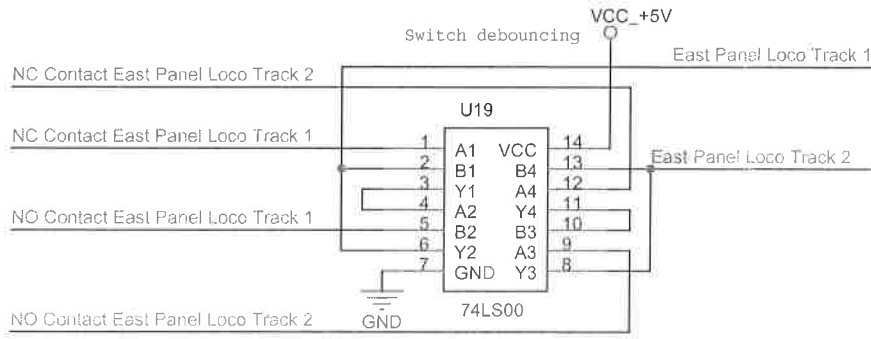 VCC_+5V
Switch debouncing
East Panel Loco Track 1
NC Contact East Panel Loco Track 2
U19
NC Contact East Panel Loco Track 1
1 A1 VCC 14
2 B1 B4 13
East Panel Loco Track 2
3 Y1 A4 12
4 A2 Y4 11
NO Contact East Panel Loco Track 1
5 B2 B3 10
6 Y2 A3 9
7 GND Y3 8
74LS00
GND
NO Contact East Panel Loco Track 2